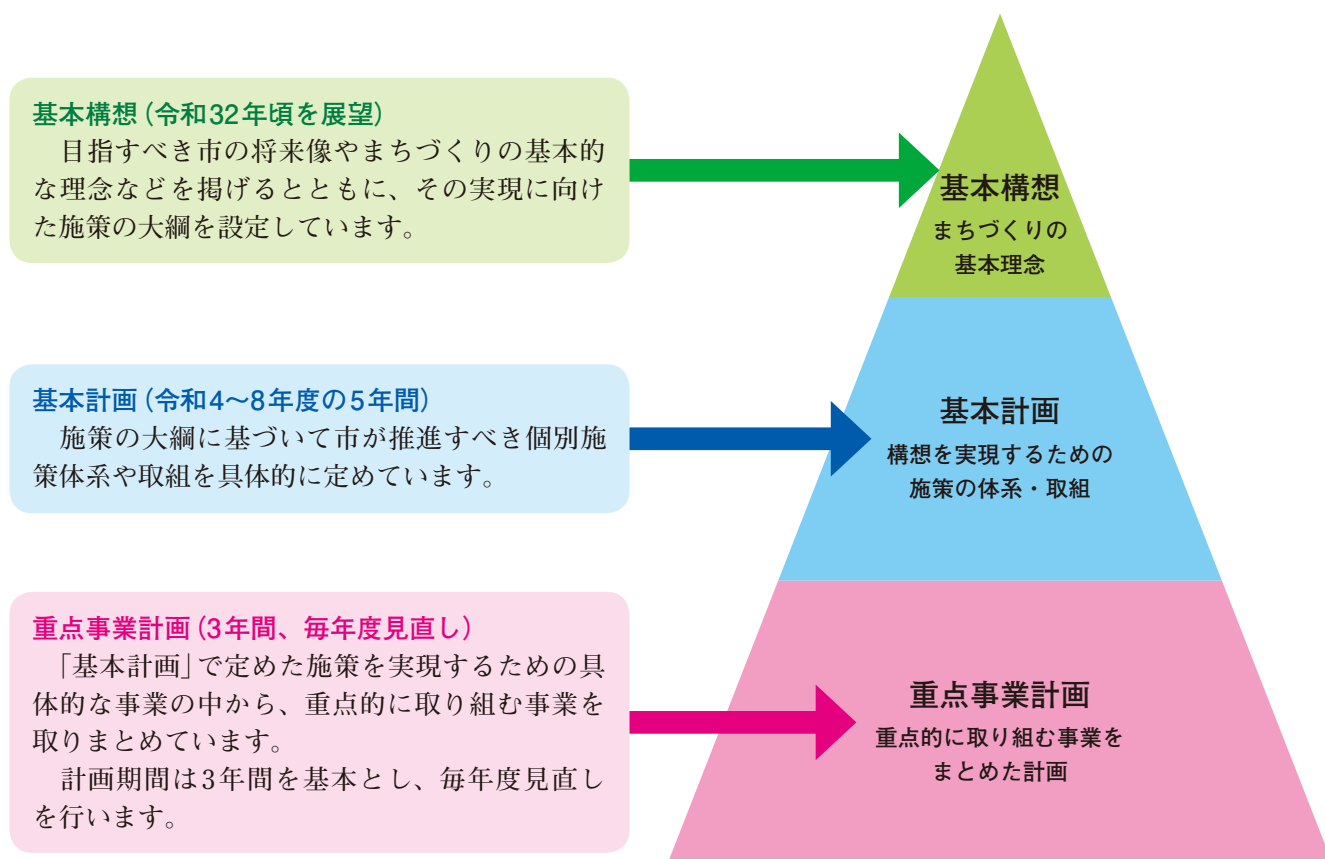 基本構想（令和32年頃を展望）
　目指すべき市の将来像やまちづくりの基本的
な理念などを掲げるとともに、その実現に向け
た施策の大綱を設定しています。
基本構想
まちづくりの
基本理念
基本計画（令和4～8年度の5年間）
　施策の大綱に基づいて市が推進すべき個別施
策体系や取組を具体的に定めています。
基本計画
構想を実現するための
施策の体系・取組
重点事業計画（3年間、毎年度見直し）
　「基本計画」で定めた施策を実現するための具
体的な事業の中から、重点的に取り組む事業を
取りまとめています。
　計画期間は3年間を基本とし、毎年度見直し
を行います。
重点事業計画
重点的に取り組む事業を
まとめた計画